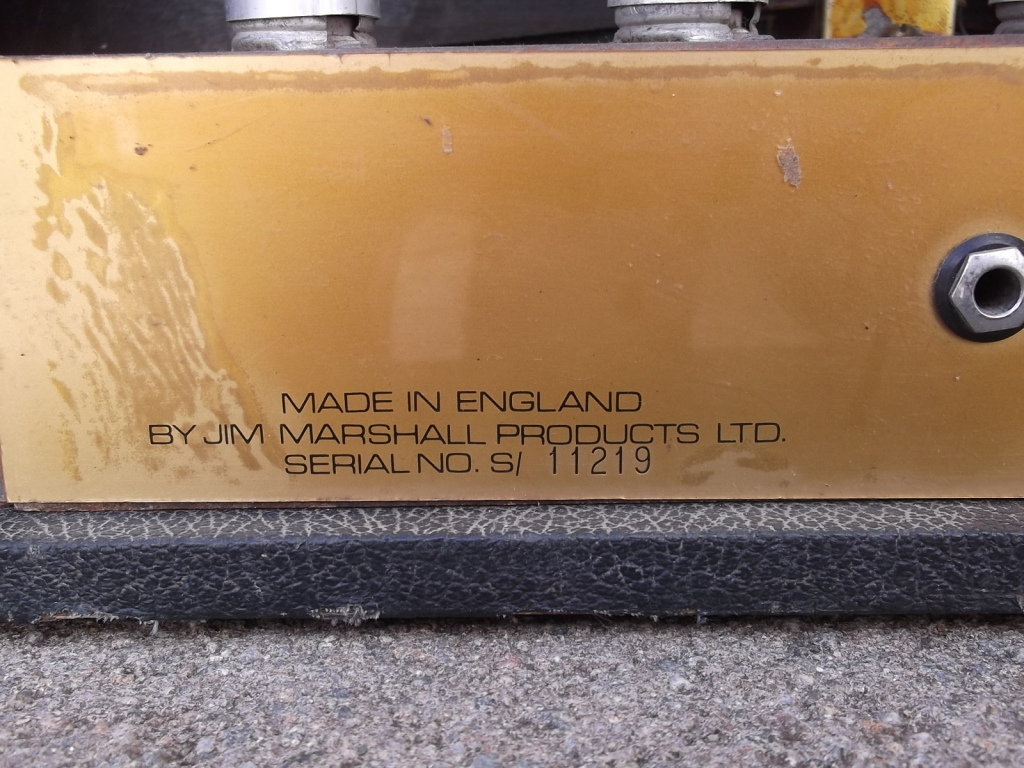 MADE IN ENGLAND
BY JIM MARSHALL PRODUCTS LTD.
SERIAL NO. S/ 11219